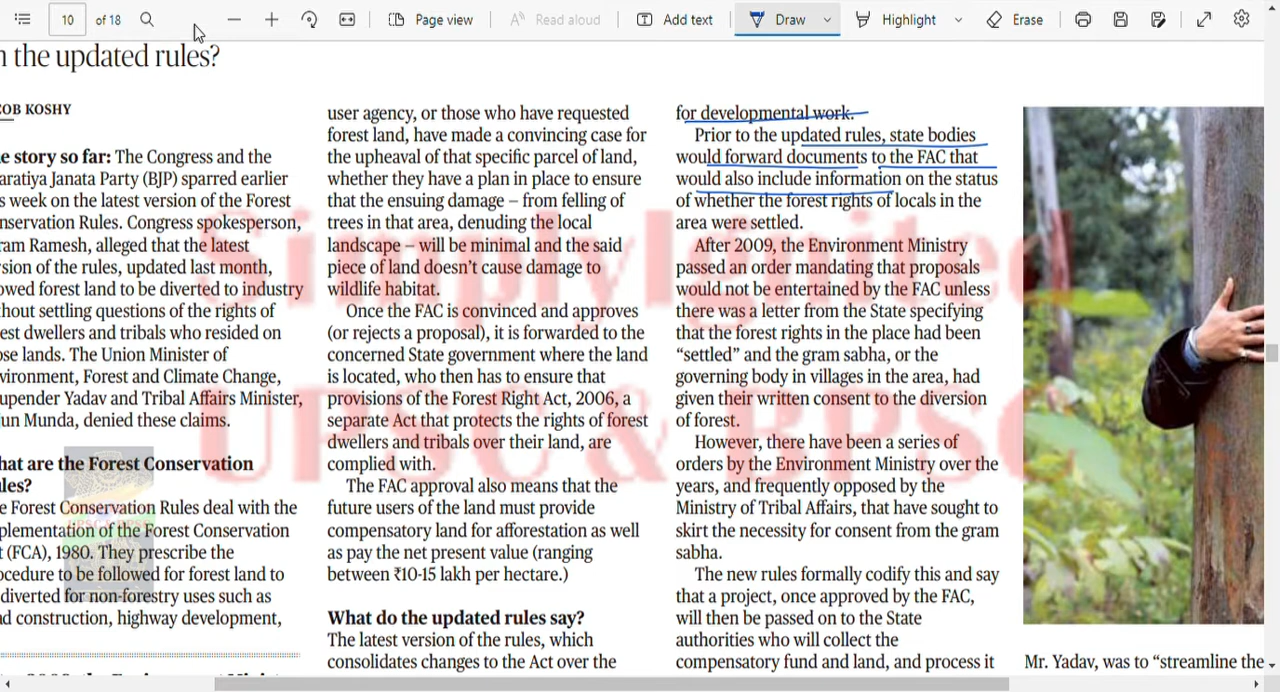 10 of 18 Page view Read aloud Add text Draw Highlight Erase
n the updated rules?
OB KOSHY
e story so far: The Congress and the
aratiya Janata Party (BJP) sparred earlier
s week on the latest version of the Forest
nservation Rules. Congress spokesperson,
ram Ramesh, alleged that the latest
sion of the rules, updated last month,
owed forest land to be diverted to industry
hout settling questions of the rights of
est dwellers and tribals who resided on
ose lands. The Union Minister of
vironment, Forest and Climate Change,
upender Yadav and Tribal Affairs Minister,
jun Munda, denied these claims.
hat are the Forest Conservation
les?
e Forest Conservation Rules deal with the
plementation of the Forest Conservation
t (FCA), 1980. They prescribe the
ocedure to be followed for forest land to
diverted for non-forestry uses such as
ad construction, highway development,
user agency, or those who have requested
forest land, have made a convincing case for
the upheaval of that specific parcel of land,
whether they have a plan in place to ensure
that the ensuing damage – from felling of
trees in that area, denuding the local
landscape – will be minimal and the said
piece of land doesn't cause damage to
wildlife habitat.
Once the FAC is convinced and approves
(or rejects a proposal), it is forwarded to the
concerned State government where the land
is located, who then has to ensure that
provisions of the Forest Right Act, 2006, a
separate Act that protects the rights of forest
dwellers and tribals over their land, are
complied with.
The FAC approval also means that the
future users of the land must provide
compensatory land for afforestation as well
as pay the net present value (ranging
between ₹10-15 lakh per hectare.)
What do the updated rules say?
The latest version of the rules, which
consolidates changes to the Act over the
for developmental work.
Prior to the updated rules, state bodies
would forward documents to the FAC that
would also include information on the status
of whether the forest rights of locals in the
area were settled.
After 2009, the Environment Ministry
passed an order mandating that proposals
would not be entertained by the FAC unless
there was a letter from the State specifying
that the forest rights in the place had been
“settled” and the gram sabha, or the
governing body in villages in the area, had
given their written consent to the diversion
of forest.
However, there have been a series of
orders by the Environment Ministry over the
years, and frequently opposed by the
Ministry of Tribal Affairs, that have sought to
skirt the necessity for consent from the gram
sabha.
The new rules formally codify this and say
that a project, once approved by the FAC,
will then be passed on to the State
authorities who will collect the
compensatory fund and land, and process it
Mr. Yadav, was to “streamline the
SimplyIgnited
UPSC & BPSC